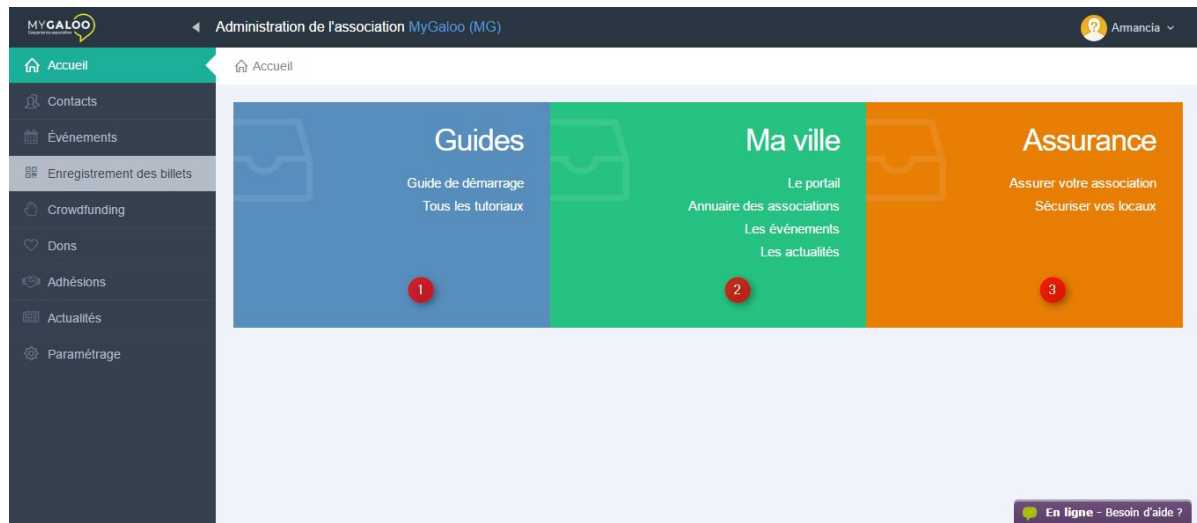 MYGALOO
Administration de l'association MyGaloo (MG)
Armancia
Accueil
Accueil
Contacts
Événements
Enregistrement des billets
Crowdfunding
Dons
Adhésions
Actualités
Paramétrage
Guides
Guide de démarrage
Tous les tutoriaux
1
Ma ville
Le portail
Annuaire des associations
Les événements
Les actualités
2
Assurance
Assurer votre association
Sécuriser vos locaux
3
En ligne - Besoin d'aide ?